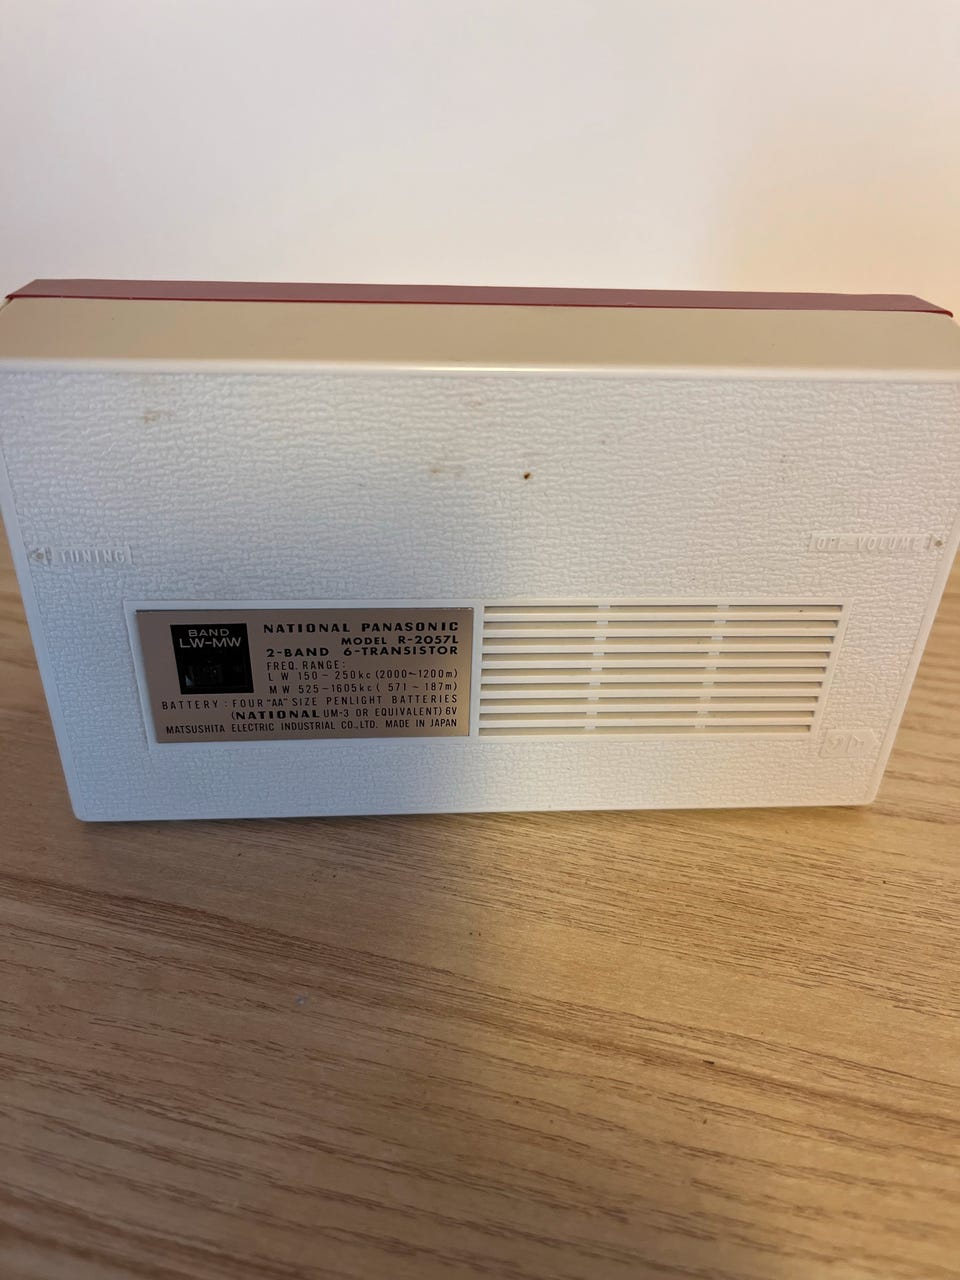 TUNING
OFF-VOLUME
BAND
LW-MW
NATIONAL PANASONIC
MODEL R-2057L
2-BAND 6-TRANSISTOR
FREQ. RANGE:
LW 150~250kc (2000~1200m)
MW 525~1605kc (571~187m)
BATTERY: FOUR "AA" SIZE PENLIGHT BATTERIES
(NATIONAL UM-3 OR EQUIVALENT) 6V
MATSUSHITA ELECTRIC INDUSTRIAL CO., LTD. MADE IN JAPAN